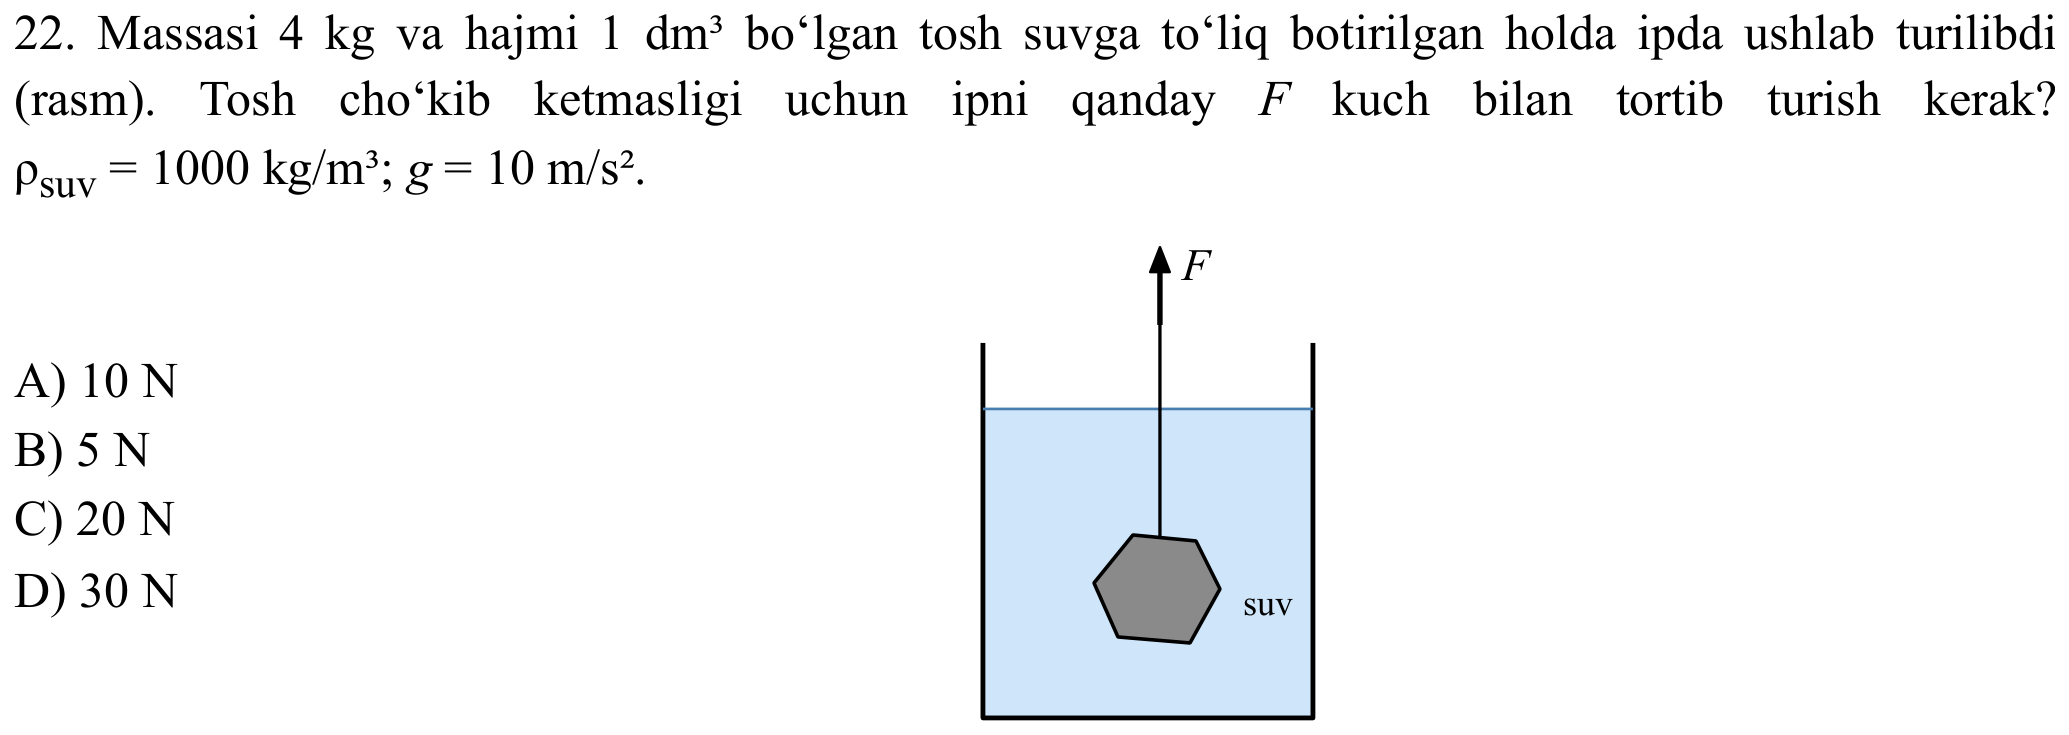 22. Massasi 4 kg va hajmi 1 dm³ bo‘lgan tosh suvga to‘liq botirilgan holda ipda ushlab turilibdi
(rasm). Tosh cho‘kib ketmasligi uchun ipni qanday F kuch bilan tortib turish kerak?
ρsuv = 1000 kg/m³; g = 10 m/s².
F
A) 10 N
B) 5 N
C) 20 N
D) 30 N
suv